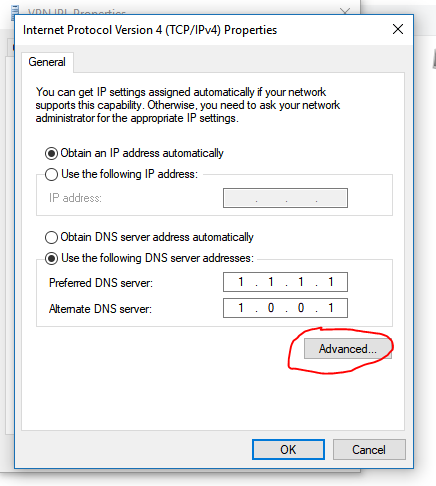 VPNJPL Properties
Internet Protocol Version 4 (TCP/IPv4) Properties
General
You can get IP settings assigned automatically if your network
supports this capability. Otherwise, you need to ask your network
administrator for the appropriate IP settings.
Obtain an IP address automatically
Use the following IP address:
IP address:
. . .
Obtain DNS server address automatically
Use the following DNS server addresses:
Preferred DNS server:
1 . 1 . 1 . 1
Alternate DNS server:
1 . 0 . 0 . 1
Advanced...
OK
Cancel